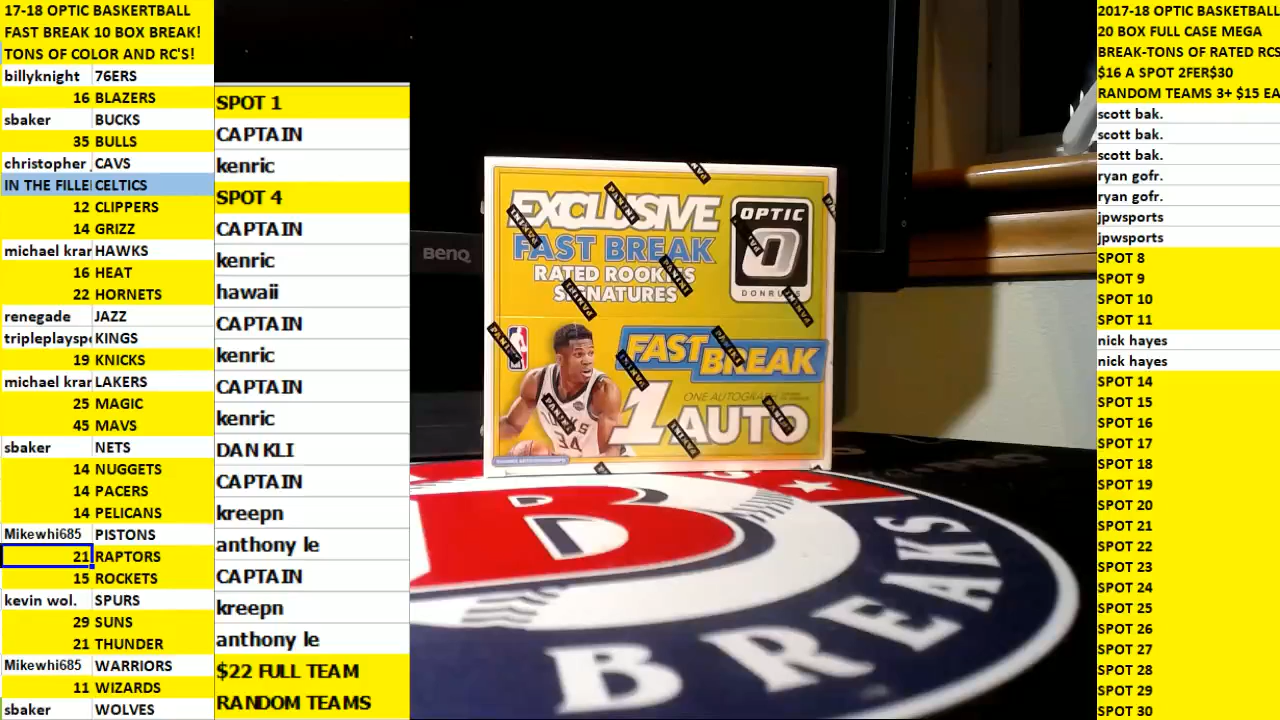 17-18 OPTIC BASKERTBALL
FAST BREAK 10 BOX BREAK!
TONS OF COLOR AND RC'S!
billyknight 76ERS
16 BLAZERS
sbaker BUCKS
35 BULLS
christopher CAVS
IN THE FILLE CELTICS
12 CLIPPERS
14 GRIZZ
michael krar HAWKS
16 HEAT
22 HORNETS
renegade JAZZ
tripleplayspo KINGS
19 KNICKS
michael krar LAKERS
25 MAGIC
45 MAVS
sbaker NETS
14 NUGGETS
14 PACERS
14 PELICANS
Mikewhi685 PISTONS
21 RAPTORS
15 ROCKETS
kevin wol. SPURS
29 SUNS
21 THUNDER
Mikewhi685 WARRIORS
11 WIZARDS
sbaker WOLVES
SPOT 1
CAPTAIN
kenric
SPOT 4
CAPTAIN
kenric
hawaii
CAPTAIN
kenric
CAPTAIN
kenric
DAN KLI
CAPTAIN
kreepn
anthony le
CAPTAIN
kreepn
anthony le
$22 FULL TEAM
RANDOM TEAMS
BenQ
EXCLUSIVE
FAST BREAK
RATED ROOKIES
SIGNATURES
OPTIC
DONRUSS
NBA
FAST BREAK
ONE AUTOGRAPH
1 AUTO
BUCKS
34
PANINI
B
BREAKS
2017-18 OPTIC BASKETBALL
20 BOX FULL CASE MEGA
BREAK-TONS OF RATED RCS
$16 A SPOT 2FER$30
RANDOM TEAMS 3+ $15 EA
scott bak.
scott bak.
scott bak.
ryan gofr.
ryan gofr.
jpwsports
jpwsports
SPOT 8
SPOT 9
SPOT 10
SPOT 11
nick hayes
nick hayes
SPOT 14
SPOT 15
SPOT 16
SPOT 17
SPOT 18
SPOT 19
SPOT 20
SPOT 21
SPOT 22
SPOT 23
SPOT 24
SPOT 25
SPOT 26
SPOT 27
SPOT 28
SPOT 29
SPOT 30